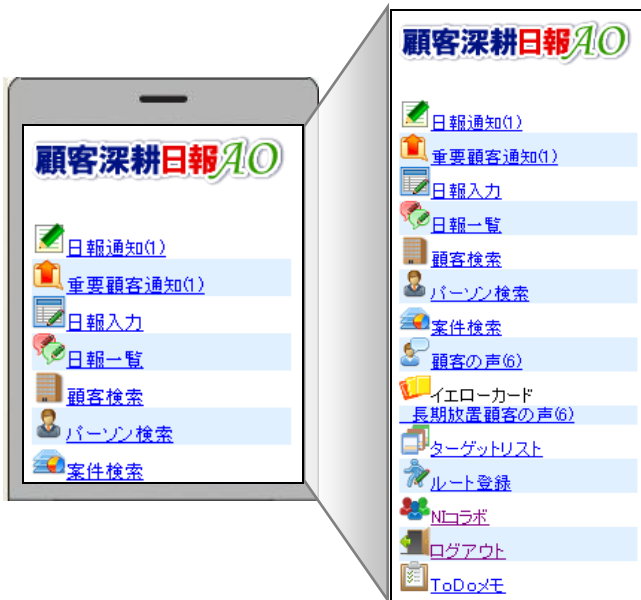 顧客深耕日報AO
日報通知(1)
重要顧客通知(1)
日報入力
日報一覧
顧客検索
パーソン検索
案件検索
顧客深耕日報AO
日報通知(1)
重要顧客通知(1)
日報入力
日報一覧
顧客検索
パーソン検索
案件検索
顧客の声(6)
イエローカード
長期放置顧客の声(6)
ターゲットリスト
ルート登録
NIコラボ
ログアウト
ToDoメモ